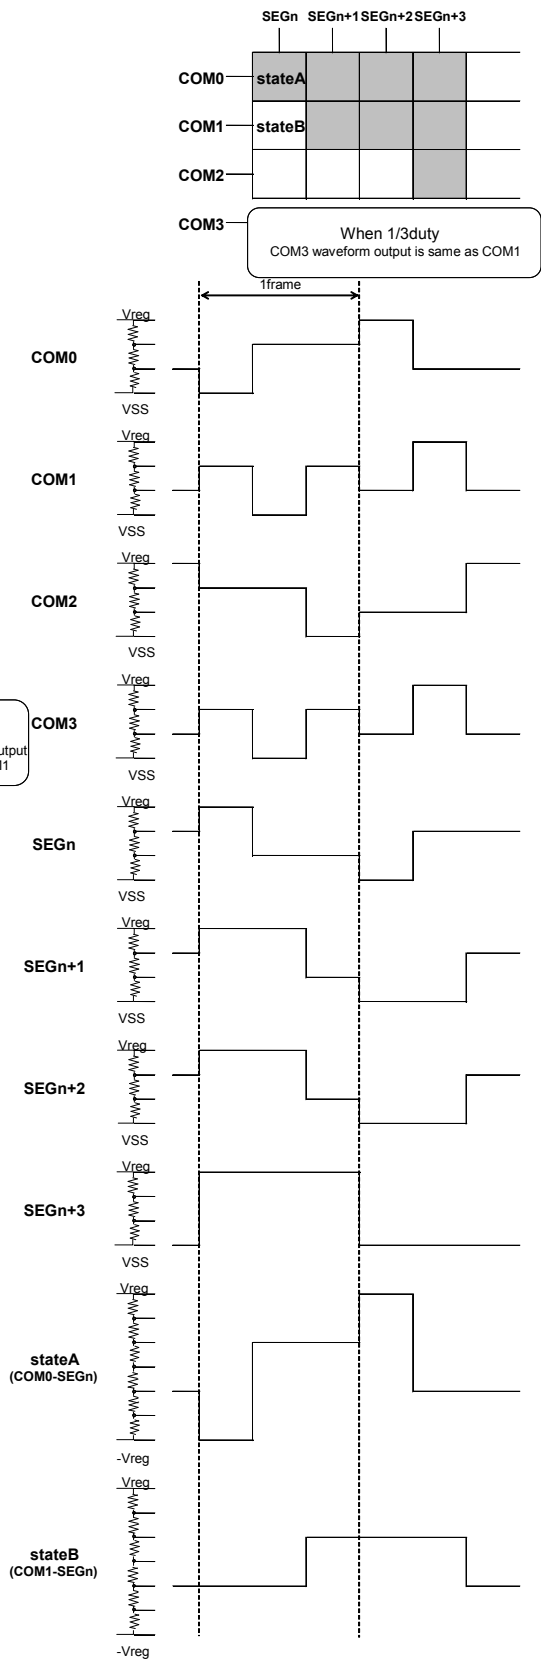 SEGn SEGn+1 SEGn+2 SEGn+3
COM0 stateA
COM1 stateB
COM2
COM3
When 1/3duty
COM3 waveform output is same as COM1
1frame
Vreg
COM0
VSS
Vreg
COM1
VSS
Vreg
COM2
VSS
Vreg
COM3
VSS
Vreg
SEGn
VSS
Vreg
SEGn+1
VSS
Vreg
SEGn+2
VSS
Vreg
SEGn+3
VSS
Vreg
stateA
(COM0-SEGn)
-Vreg
Vreg
stateB
(COM1-SEGn)
-Vreg